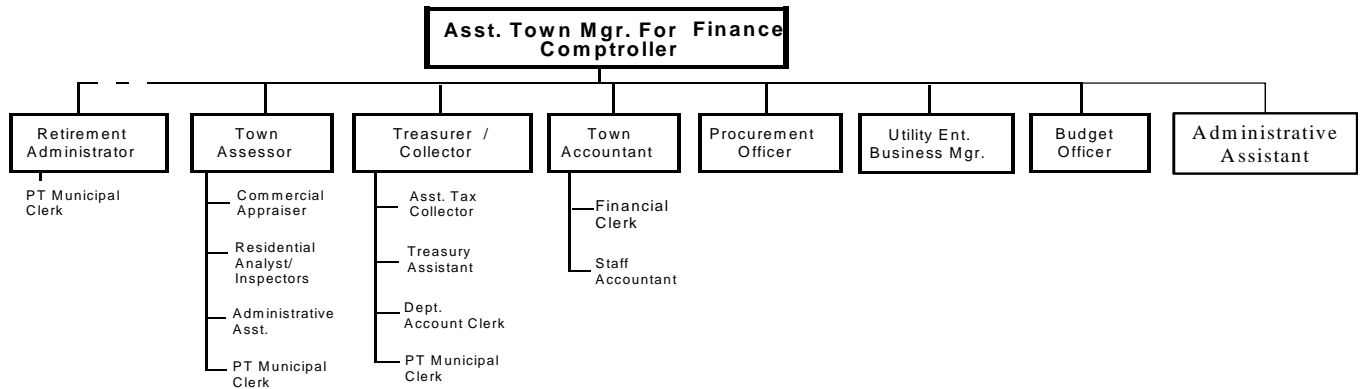 Asst. Town Mgr. For Finance
Comptroller
Retirement
Administrator
PT Municipal
Clerk
Town
Assessor
Commercial
Appraiser
Residential
Analyst/
Inspectors
Administrative
Asst.
PT Municipal
Clerk
Treasurer /
Collector
Asst. Tax
Collector
Treasury
Assistant
Dept.
Account Clerk
PT Municipal
Clerk
Town
Accountant
Financial
Clerk
Staff
Accountant
Procurement
Officer
Utility Ent.
Business Mgr.
Budget
Officer
Administrative
Assistant